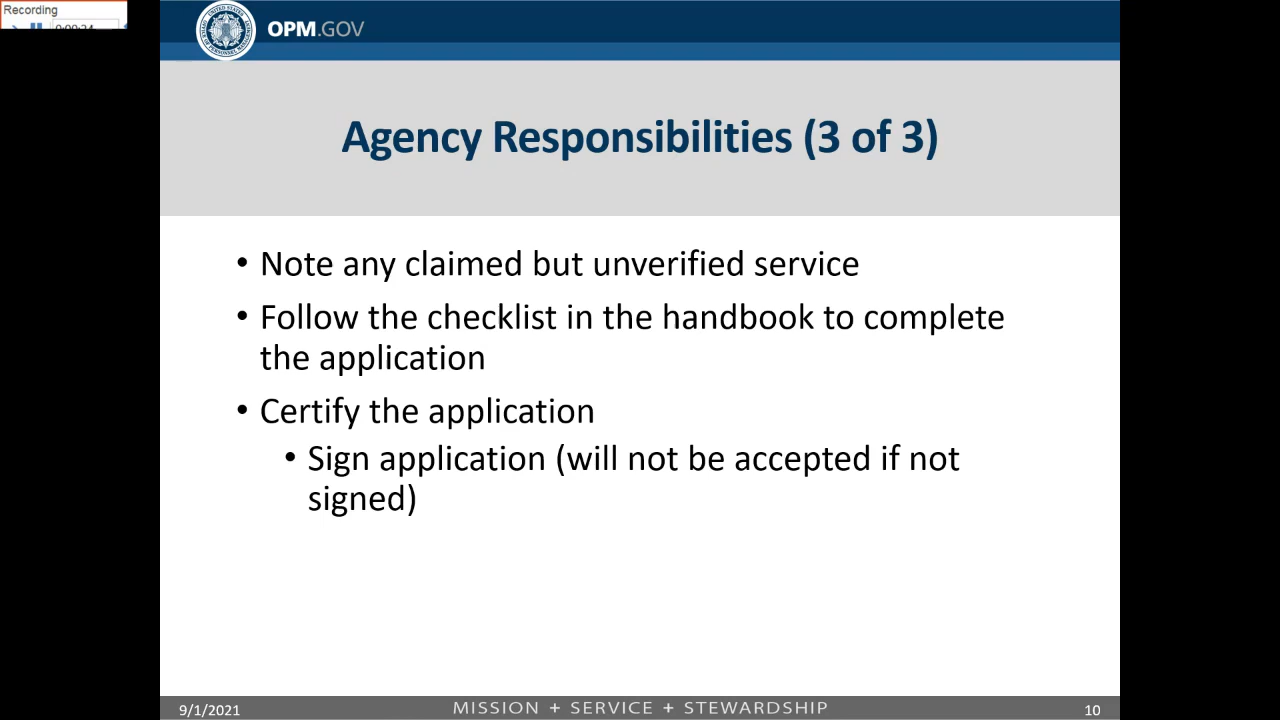 Recording
OPM.GOV
Agency Responsibilities (3 of 3)
• Note any claimed but unverified service
• Follow the checklist in the handbook to complete
the application
• Certify the application
• Sign application (will not be accepted if not
signed)
9/1/2021
MISSION + SERVICE + STEWARDSHIP
10